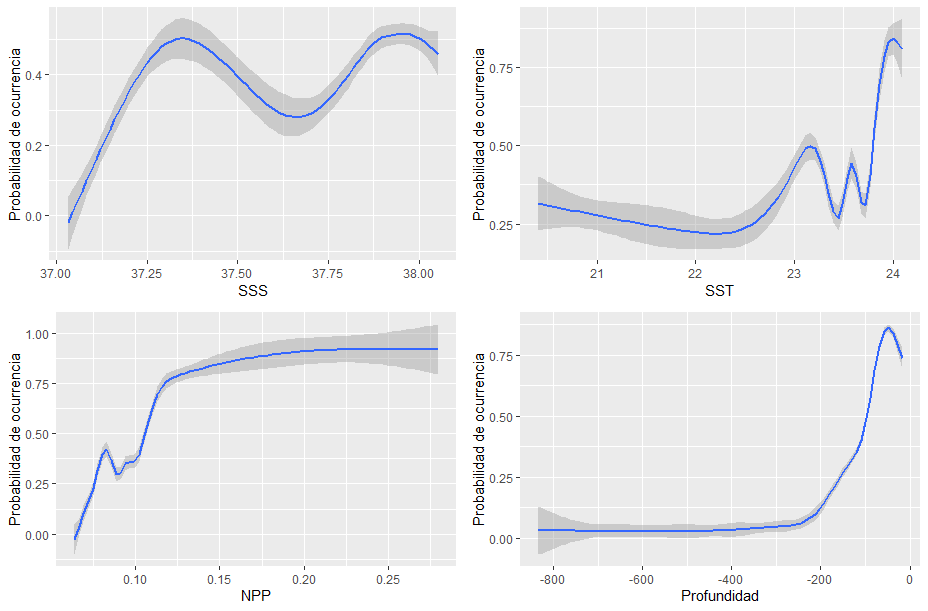 Probabilidad de ocurrencia
0.4
0.2
0.0
37.00 37.25 37.50 37.75 38.00
SSS
Probabilidad de ocurrencia
0.75
0.50
0.25
21 22 23 24
SST
Probabilidad de ocurrencia
1.00
0.75
0.50
0.25
0.00
0.10 0.15 0.20 0.25
NPP
Probabilidad de ocurrencia
0.75
0.50
0.25
0.00
-800 -600 -400 -200 0
Profundidad